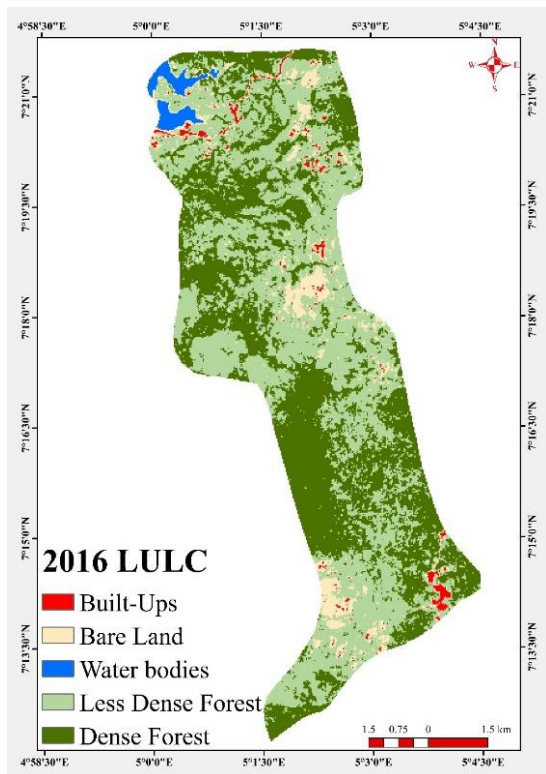 4°58'30"E 5°0'0"E 5°1'30"E 5°3'0"E 5°4'30"E
N
W E
S
7°21'0"N 7°21'0"N
7°19'30"N 7°19'30"N
7°18'0"N 7°18'0"N
7°16'30"N 7°16'30"N
7°15'0"N 7°15'0"N
7°13'30"N 7°13'30"N
2016 LULC
Built-Ups
Bare Land
Water bodies
Less Dense Forest
Dense Forest
1.5 0.75 0 1.5 km
4°58'30"E 5°0'0"E 5°1'30"E 5°3'0"E 5°4'30"E